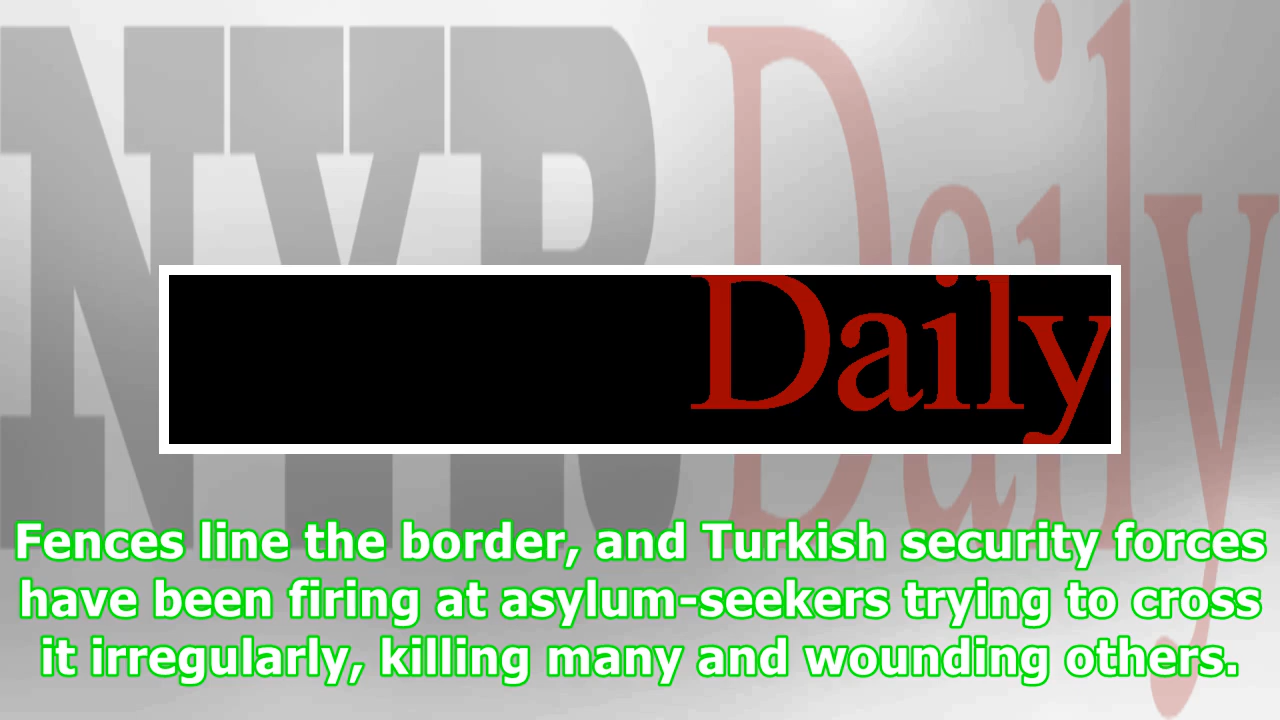 NYR Daily
Daily
Fences line the border, and Turkish security forces
have been firing at asylum-seekers trying to cross
it irregularly, killing many and wounding others.